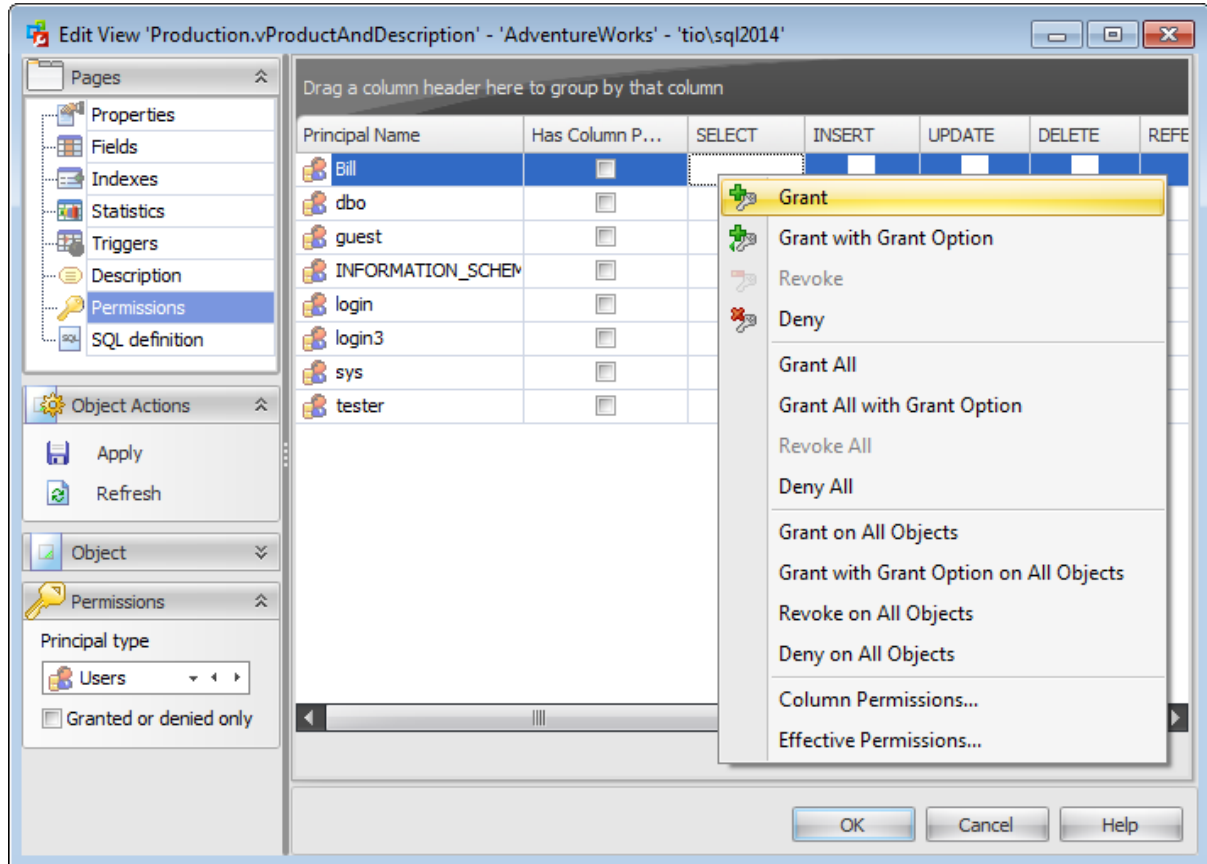 Edit View 'Production.vProductAndDescription' - 'AdventureWorks' - 'tio\sql2014'
Pages
Properties
Fields
Indexes
Statistics
Triggers
Description
Permissions
SQL SQL definition
Object Actions
Apply
Refresh
Object
Permissions
Principal type
Users
Granted or denied only
Drag a column header here to group by that column
Principal Name Has Column P... SELECT INSERT UPDATE DELETE REFE
Bill
dbo
guest
INFORMATION_SCHEM
login
login3
sys
tester
Grant
Grant with Grant Option
Revoke
Deny
Grant All
Grant All with Grant Option
Revoke All
Deny All
Grant on All Objects
Grant with Grant Option on All Objects
Revoke on All Objects
Deny on All Objects
Column Permissions...
Effective Permissions...
OK Cancel Help